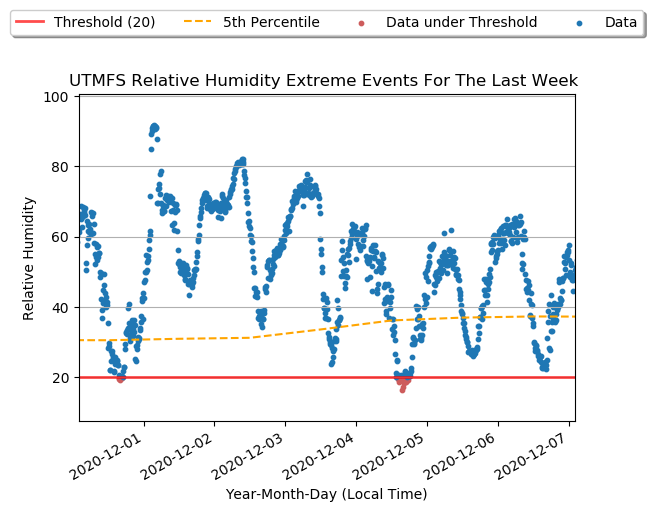 Threshold (20) 5th Percentile Data under Threshold Data
UTMFS Relative Humidity Extreme Events For The Last Week
100
80
60
40
20
Relative Humidity
2020-12-01 2020-12-02 2020-12-03 2020-12-04 2020-12-05 2020-12-06 2020-12-07
Year-Month-Day (Local Time)